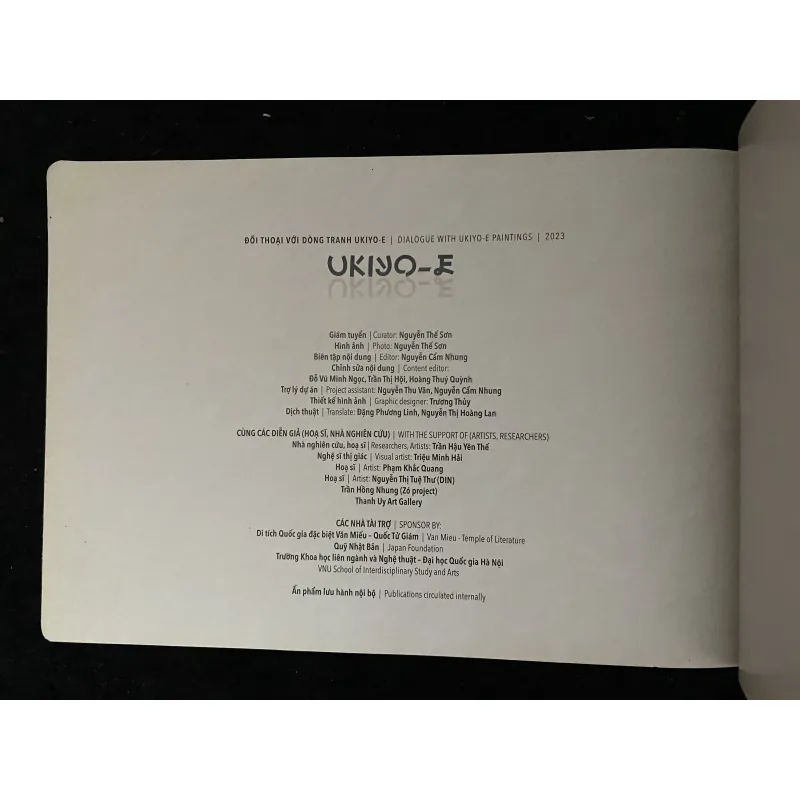 ĐỐI THOẠI VỚI DÒNG TRANH UKIYO-E | DIALOGUE WITH UKIYO-E PAINTINGS | 2023
UKIYO-E
Giám tuyển | Curator: Nguyễn Thế Sơn
Hình ảnh | Photo: Nguyễn Thế Sơn
Biên tập nội dung | Editor: Nguyễn Cẩm Nhung
Chỉnh sửa nội dung | Content editor:
Đỗ Vũ Minh Ngọc, Trần Thị Hội, Hoàng Thuý Quỳnh
Trợ lý dự án | Project assistant: Nguyễn Thu Vân, Nguyễn Cẩm Nhung
Thiết kế hình ảnh | Graphic designer: Trương Thủy
Dịch thuật | Translate: Đặng Phương Linh, Nguyễn Thị Hoàng Lan
CÙNG CÁC DIỄN GIẢ (HOẠ SĨ, NHÀ NGHIÊN CỨU) | WITH THE SUPPORT OF (ARTISTS, RESEARCHERS)
Nhà nghiên cứu, hoạ sĩ | Researchers, Artists: Trần Hậu Yên Thế
Nghệ sĩ thị giác | Visual artist: Triệu Minh Hải
Hoạ sĩ | Artist: Phạm Khắc Quang
Hoạ sĩ | Artist: Nguyễn Thị Tuệ Thư (DIN)
Trần Hồng Nhung (Zó project)
Thanh Uy Art Gallery
CÁC NHÀ TÀI TRỢ | SPONSOR BY:
Di tích Quốc gia đặc biệt Văn Miếu - Quốc Tử Giám | Van Mieu - Temple of Literature
Quỹ Nhật Bản | Japan Foundation
Trường Khoa học liên ngành và Nghệ thuật - Đại học Quốc gia Hà Nội
VNU School of Interdisciplinary Study and Arts
Ấn phẩm lưu hành nội bộ | Publications circulated internally